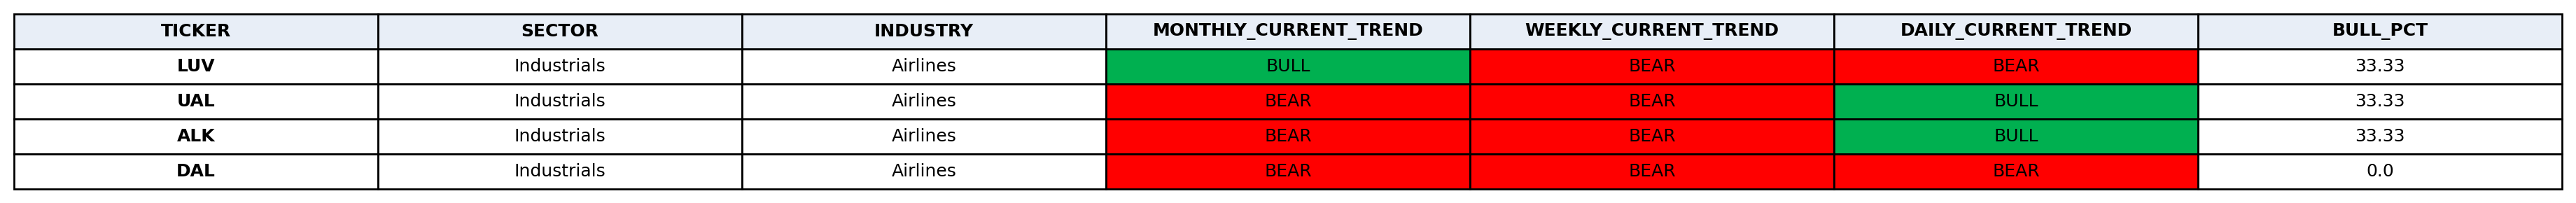 TICKER SECTOR INDUSTRY MONTHLY_CURRENT_TREND WEEKLY_CURRENT_TREND DAILY_CURRENT_TREND BULL_PCT
LUV Industrials Airlines BULL BEAR BEAR 33.33
UAL Industrials Airlines BEAR BEAR BULL 33.33
ALK Industrials Airlines BEAR BEAR BULL 33.33
DAL Industrials Airlines BEAR BEAR BEAR 0.0